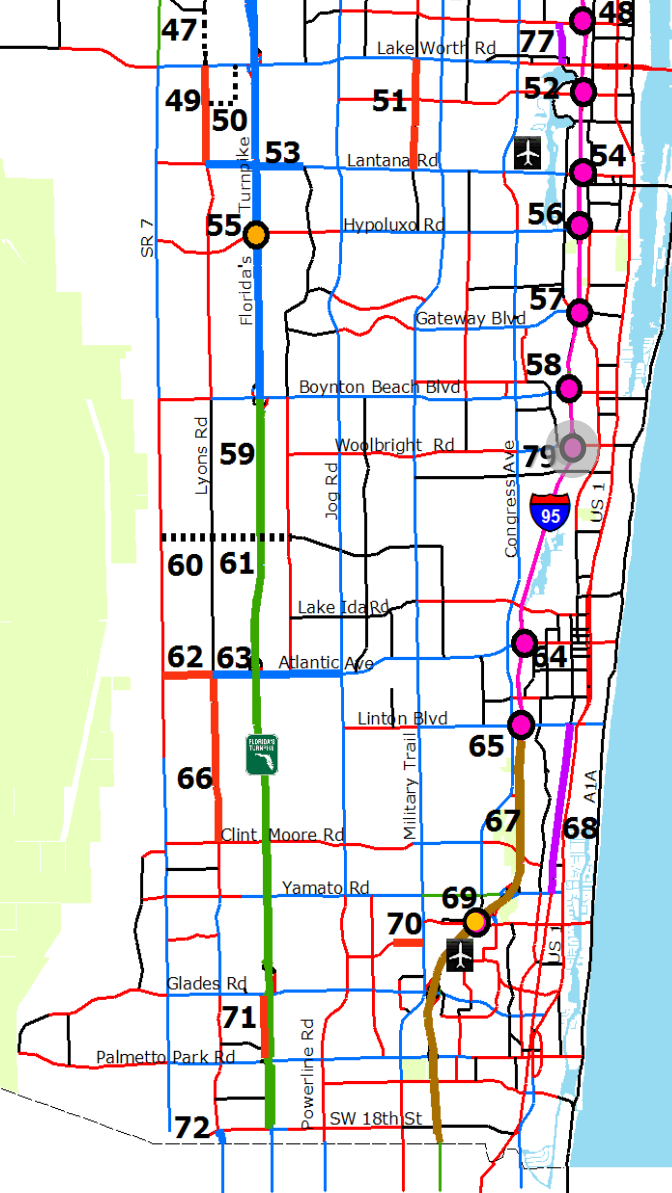 48
47
Lake Worth Rd
77
52
49
51
50
53
54
Lantana Rd
Turnpike
56
55
Hypoluxo Rd
SR 7
Florida's
57
Gateway Blvd
58
Boynton Beach Blvd
Lyons Rd
59
Woolbright Rd
79
Jog Rd
Congress Ave
US 1
95
60
61
Lake Ida Rd
64
62
63
Atlantic Ave
Linton Blvd
65
FLORIDA'S
TURNPIKE
66
Military Trail
A1A
67
68
Clint Moore Rd
Yamato Rd
69
70
US 1
Glades Rd
71
Powerline Rd
Palmetto Park Rd
72
SW 18th St